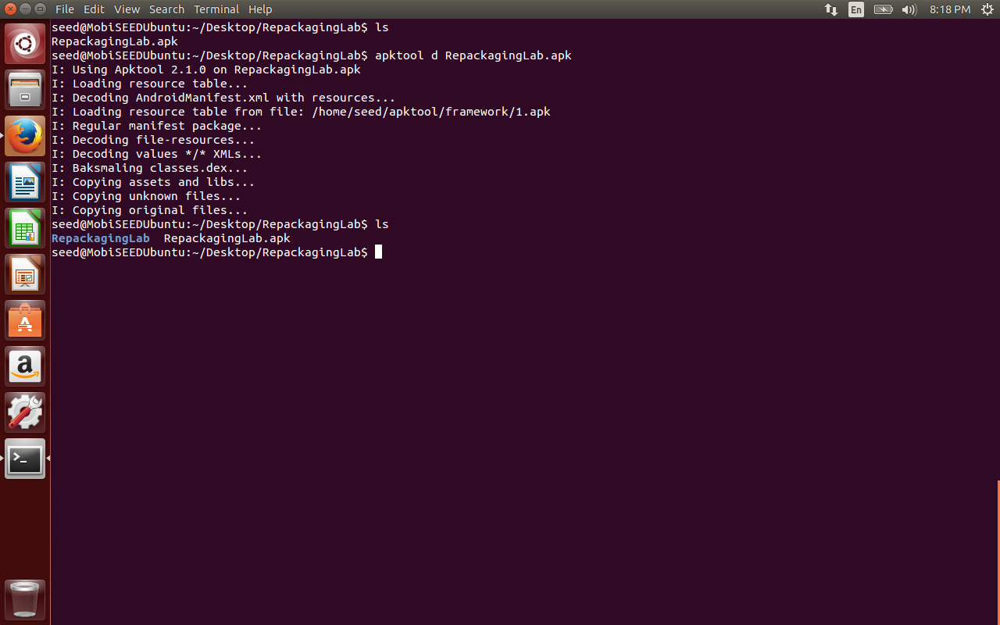 File Edit View Search Terminal Help En 8:18 PM
seed@MobiSEEDUbuntu:~/Desktop/RepackagingLab$ ls
RepackagingLab.apk
seed@MobiSEEDUbuntu:~/Desktop/RepackagingLab$ apktool d RepackagingLab.apk
I: Using Apktool 2.1.0 on RepackagingLab.apk
I: Loading resource table...
I: Decoding AndroidManifest.xml with resources...
I: Loading resource table from file: /home/seed/apktool/framework/1.apk
I: Regular manifest package...
I: Decoding file-resources...
I: Decoding values */* XMLs...
I: Baksmaling classes.dex...
I: Copying assets and libs...
I: Copying unknown files...
I: Copying original files...
seed@MobiSEEDUbuntu:~/Desktop/RepackagingLab$ ls
RepackagingLab  RepackagingLab.apk
seed@MobiSEEDUbuntu:~/Desktop/RepackagingLab$